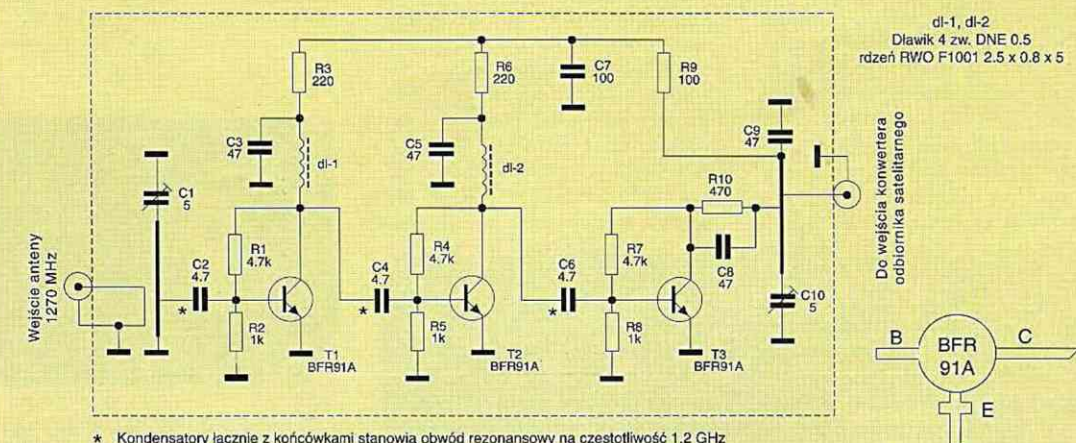 dl-1, dl-2
Dławik 4 zw. DNE 0.5
rdzeń RWO F1001 2.5 x 0.8 x 5
R3
220
R6
220
C7
100
R9
100
C3
47
dl-1
C5
47
dl-2
C9
47
Do wejścia konwertera
odbiornika satelitarnego
C1
5
R10
470
Wejście anteny
1270 MHz
C2
4.7
*
R1
4.7k
C4
4.7
*
R4
4.7k
C6
4.7
*
R7
4.7k
C8
47
C10
5
R2
1k
T1
BFR91A
R5
1k
T2
BFR91A
R8
1k
T3
BFR91A
B
BFR
91A
C
E
* Kondensatory łącznie z końcówkami stanowią obwód rezonansowy na częstotliwość 1,2 GHz